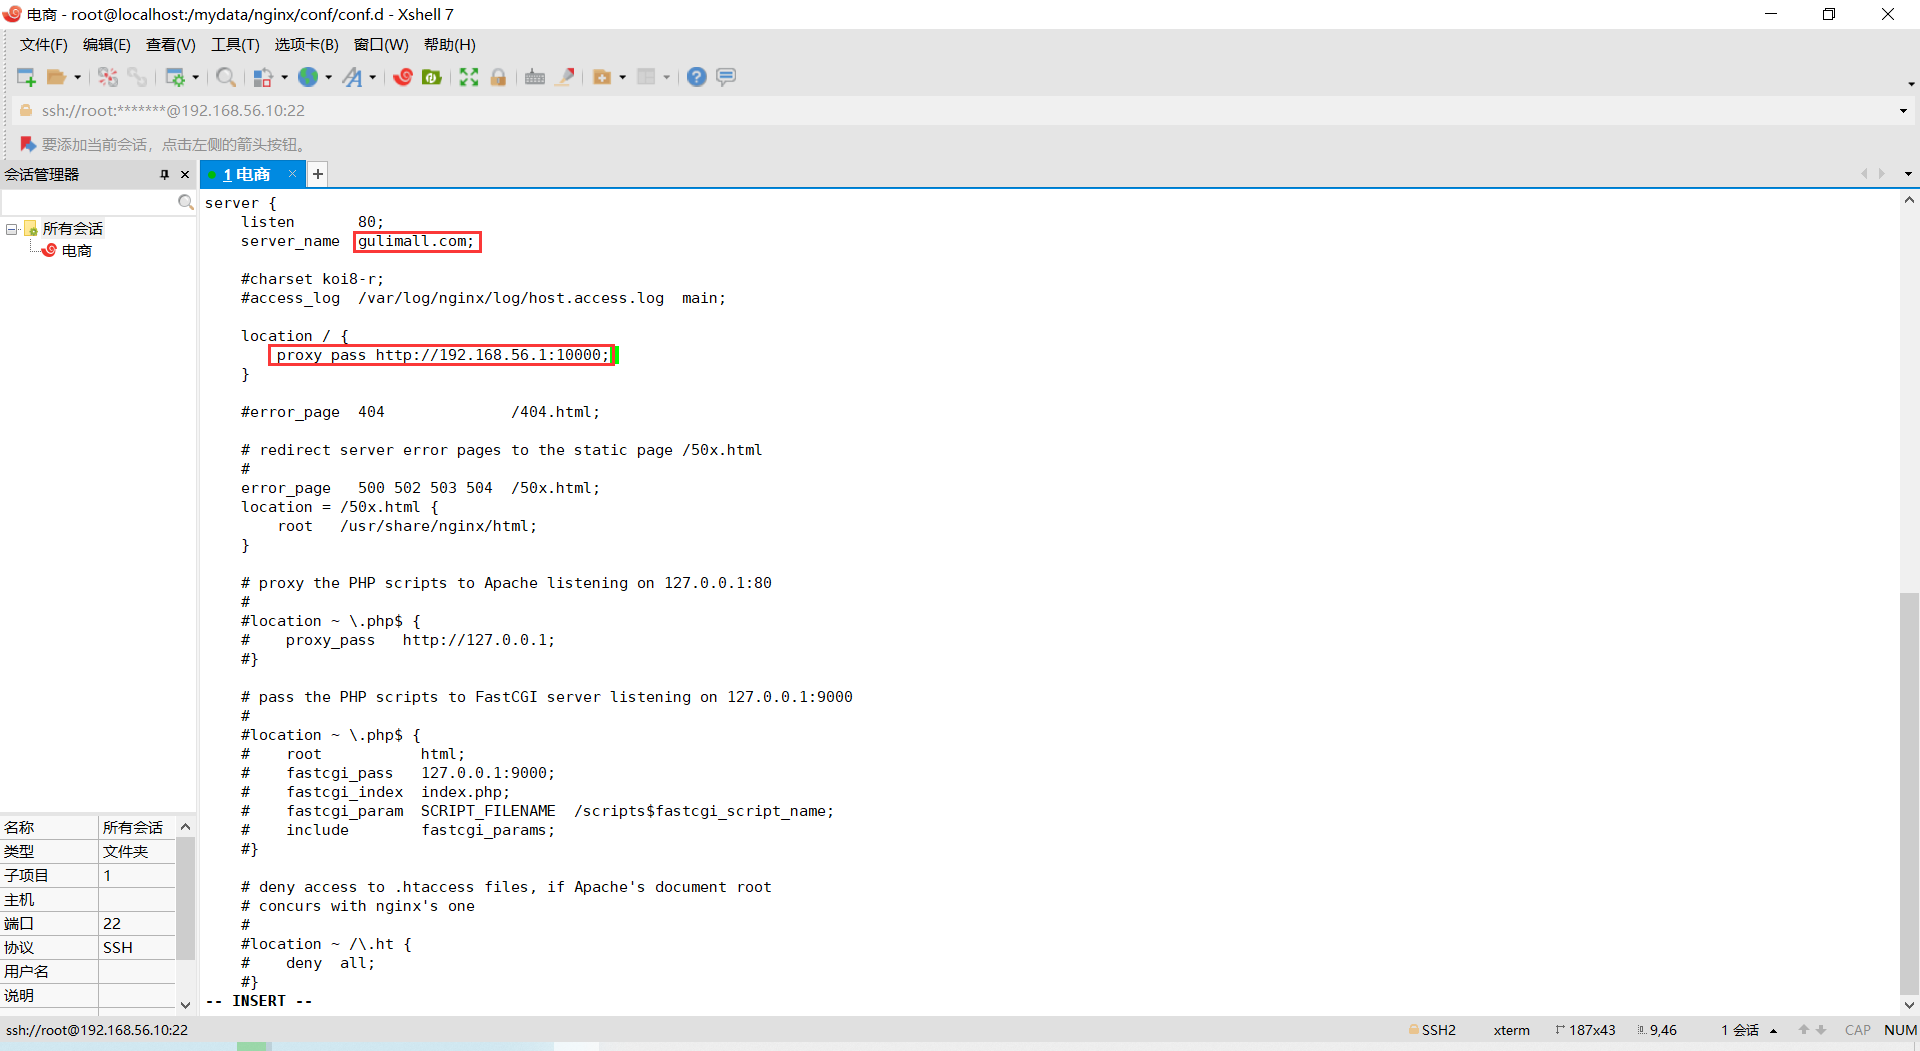 电商 - root@localhost:/mydata/nginx/conf/conf.d - Xshell 7
文件(F) 编辑(E) 查看(V) 工具(T) 选项卡(B) 窗口(W) 帮助(H)
ssh://root:*******@192.168.56.10:22
要添加当前会话，点击左侧的箭头按钮。
会话管理器
1 电商
所有会话
电商
server {
    listen       80;
    server_name  gulimall.com;

    #charset koi8-r;
    #access_log  /var/log/nginx/log/host.access.log  main;

    location / {
        proxy_pass http://192.168.56.1:10000;
    }

    #error_page  404              /404.html;

    # redirect server error pages to the static page /50x.html
    #
    error_page   500 502 503 504  /50x.html;
    location = /50x.html {
        root   /usr/share/nginx/html;
    }

    # proxy the PHP scripts to Apache listening on 127.0.0.1:80
    #
    #location ~ \.php$ {
    #    proxy_pass   http://127.0.0.1;
    #}

    # pass the PHP scripts to FastCGI server listening on 127.0.0.1:9000
    #
    #location ~ \.php$ {
    #    root           html;
    #    fastcgi_pass   127.0.0.1:9000;
    #    fastcgi_index  index.php;
    #    fastcgi_param  SCRIPT_FILENAME  /scripts$fastcgi_script_name;
    #    include        fastcgi_params;
    #}

    # deny access to .htaccess files, if Apache's document root
    # concurs with nginx's one
    #
    #location ~ /\.ht {
    #    deny  all;
    #}
-- INSERT --
名称 所有会话
类型 文件夹
子项目 1
主机
端口 22
协议 SSH
用户名
说明
ssh://root@192.168.56.10:22 SSH2 xterm 187x43 9,46 1 会话 CAP NUM